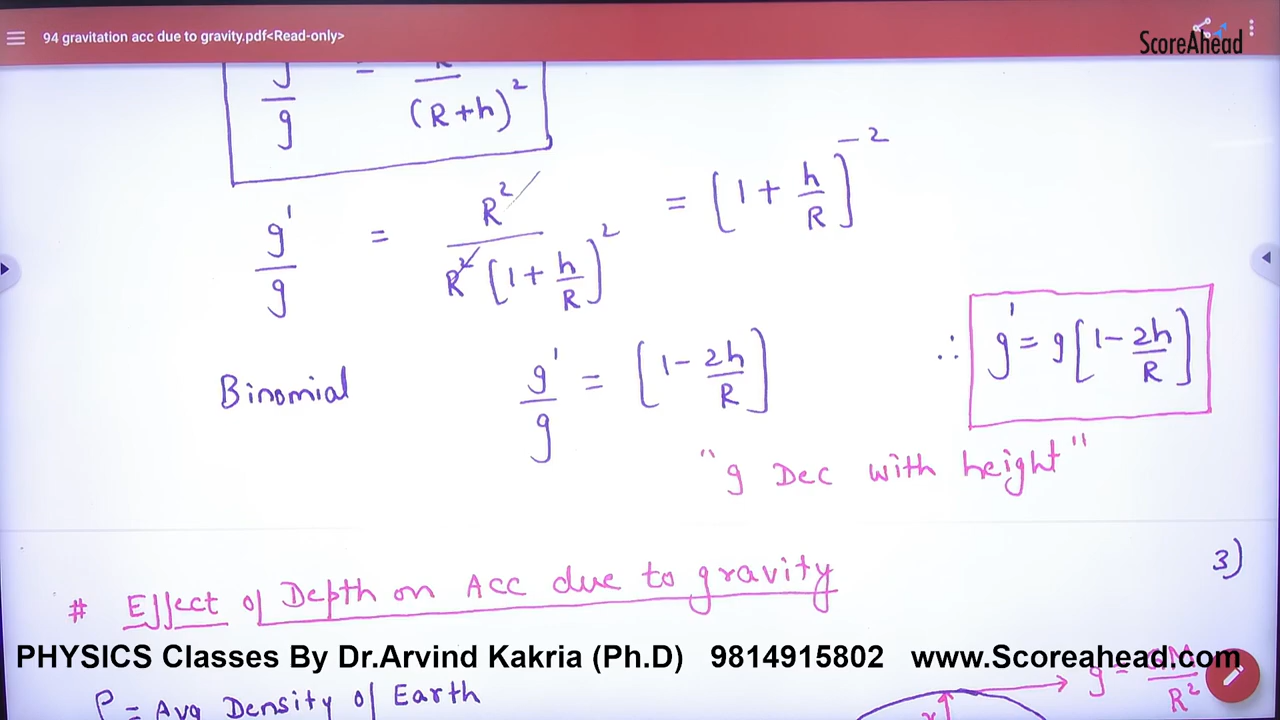 94 gravitation acc due to gravity.pdf<Read-only>
ScoreAhead
g / g = / (R+h)²
g' / g = R² / R² [1 + h/R]² = [1 + h/R]⁻²
Binomial g' / g = [1 - 2h/R] ∴ g' = g [1 - 2h/R]
"g Dec with height"
3)
# Effect of Depth on Acc due to gravity
PHYSICS Classes By Dr.Arvind Kakria (Ph.D) 9814915802 www.Scoreahead.com
ρ = Avg Density of Earth
g = GM / R²